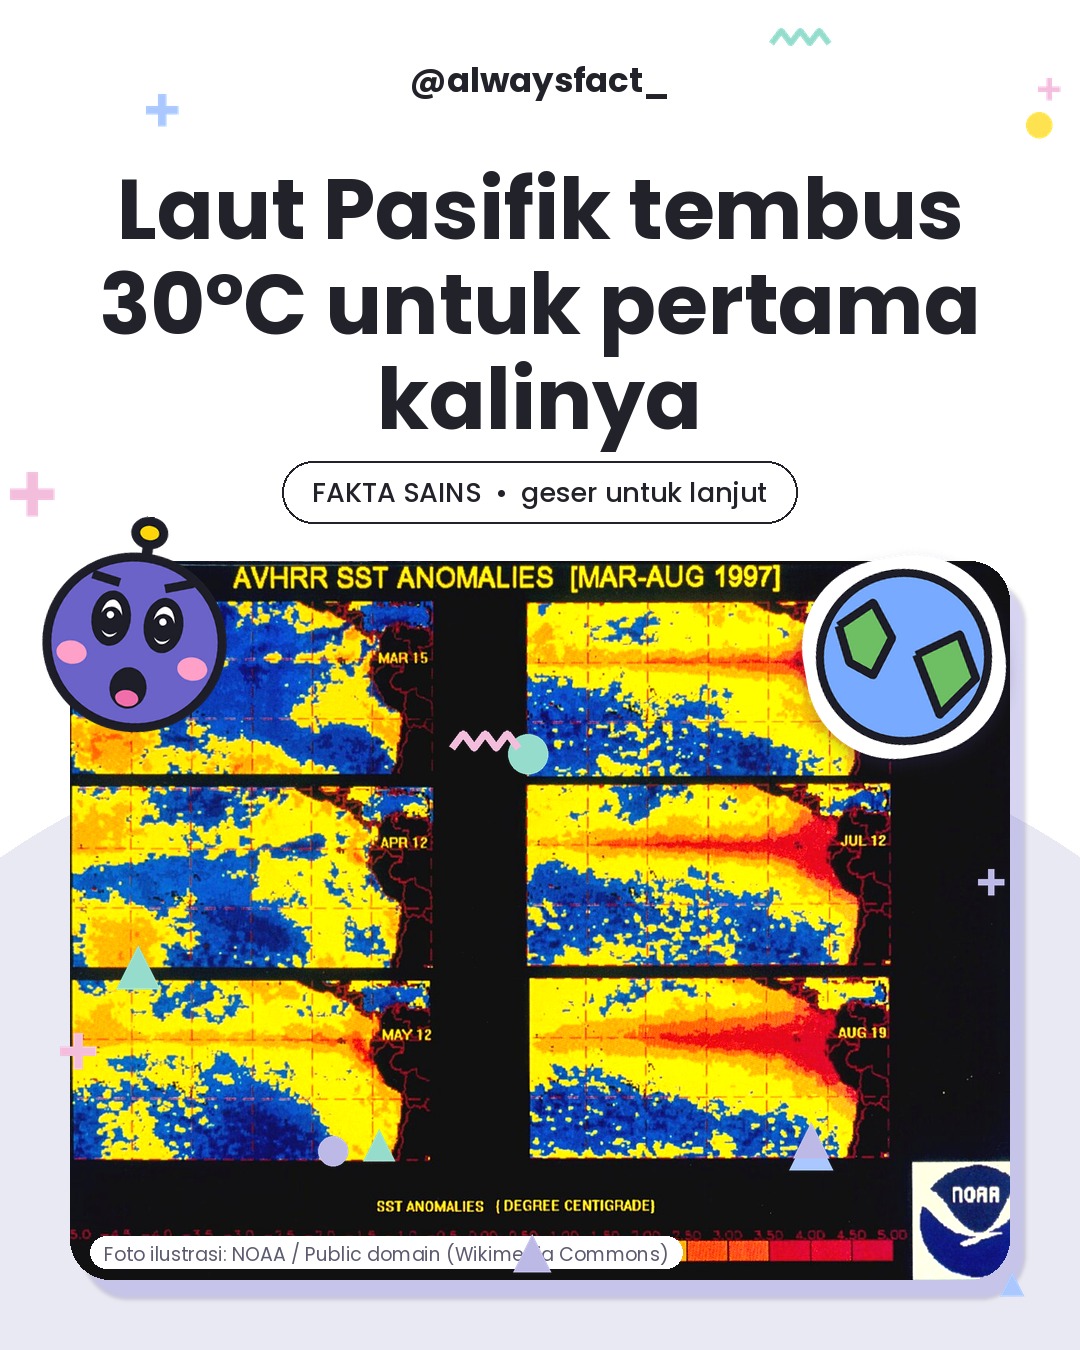 @alwaysfact_
Laut Pasifik tembus
30°C untuk pertama
kalinya
FAKTA SAINS • geser untuk lanjut
AVHRR SST ANOMALIES [MAR-AUG 1997]
MAR 15
APR 12
JUL 12
MAY 12
AUG 19
SST ANOMALIES ( DEGREE CENTIGRADE)
NOAA
Foto ilustrasi: NOAA / Public domain (Wikimedia Commons)